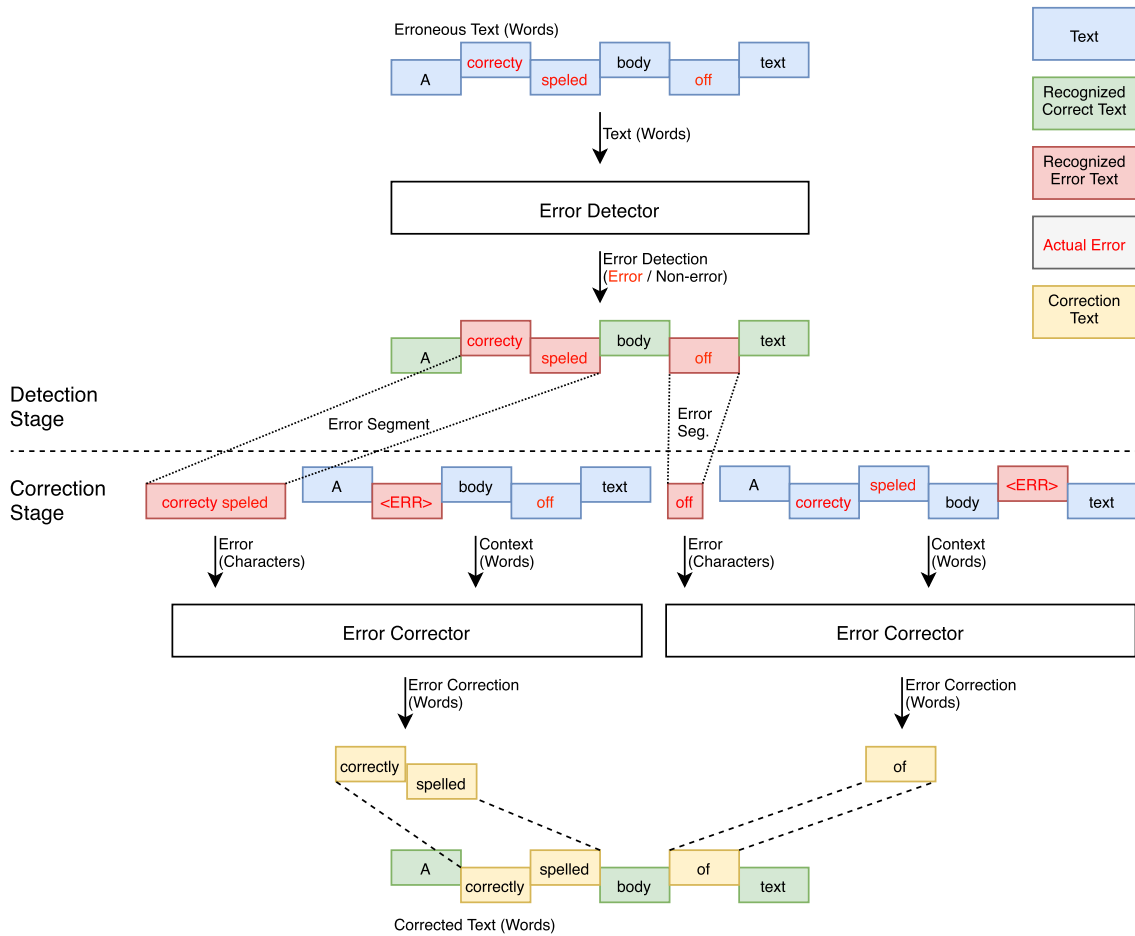 Erroneous Text (Words)
A correcty speled body off text
Text (Words)
Error Detector
Error Detection
(Error / Non-error)
A correcty speled body off text
Detection
Stage
Error Segment
Error
Seg.
Correction
Stage
correcty speled
A <ERR> body off text
off
A correcty speled body <ERR> text
Error
(Characters)
Context
(Words)
Error
(Characters)
Context
(Words)
Error Corrector
Error Corrector
Error Correction
(Words)
Error Correction
(Words)
correctly spelled
of
A correctly spelled body of text
Corrected Text (Words)
Text
Recognized
Correct Text
Recognized
Error Text
Actual Error
Correction
Text